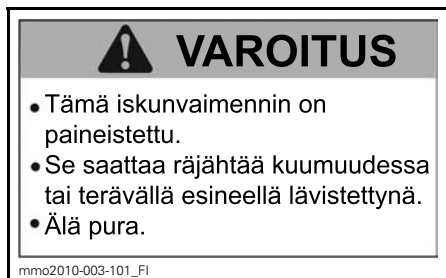 VAROITUS
• Tämä iskunvaimennin on
paineistettu.
• Se saattaa räjähtää kuumuudessa
tai terävällä esineellä lävistettynä.
• Älä pura.
mmo2010-003-101_FI